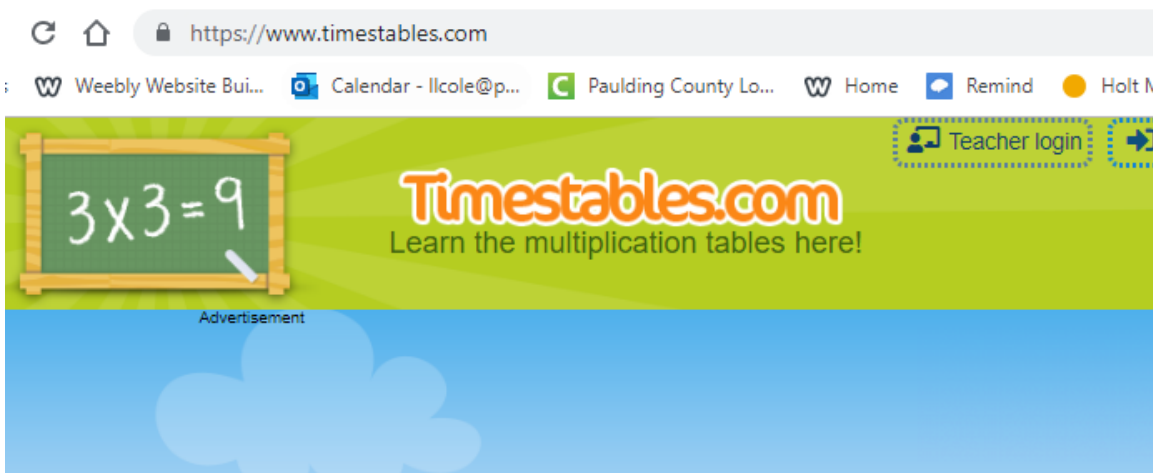 https://www.timestables.com
s Weebly Website Bui... Calendar - llcole@p... Paulding County Lo... Home Remind Holt M
Teacher login
3x3=9
Timestables.com
Learn the multiplication tables here!
Advertisement